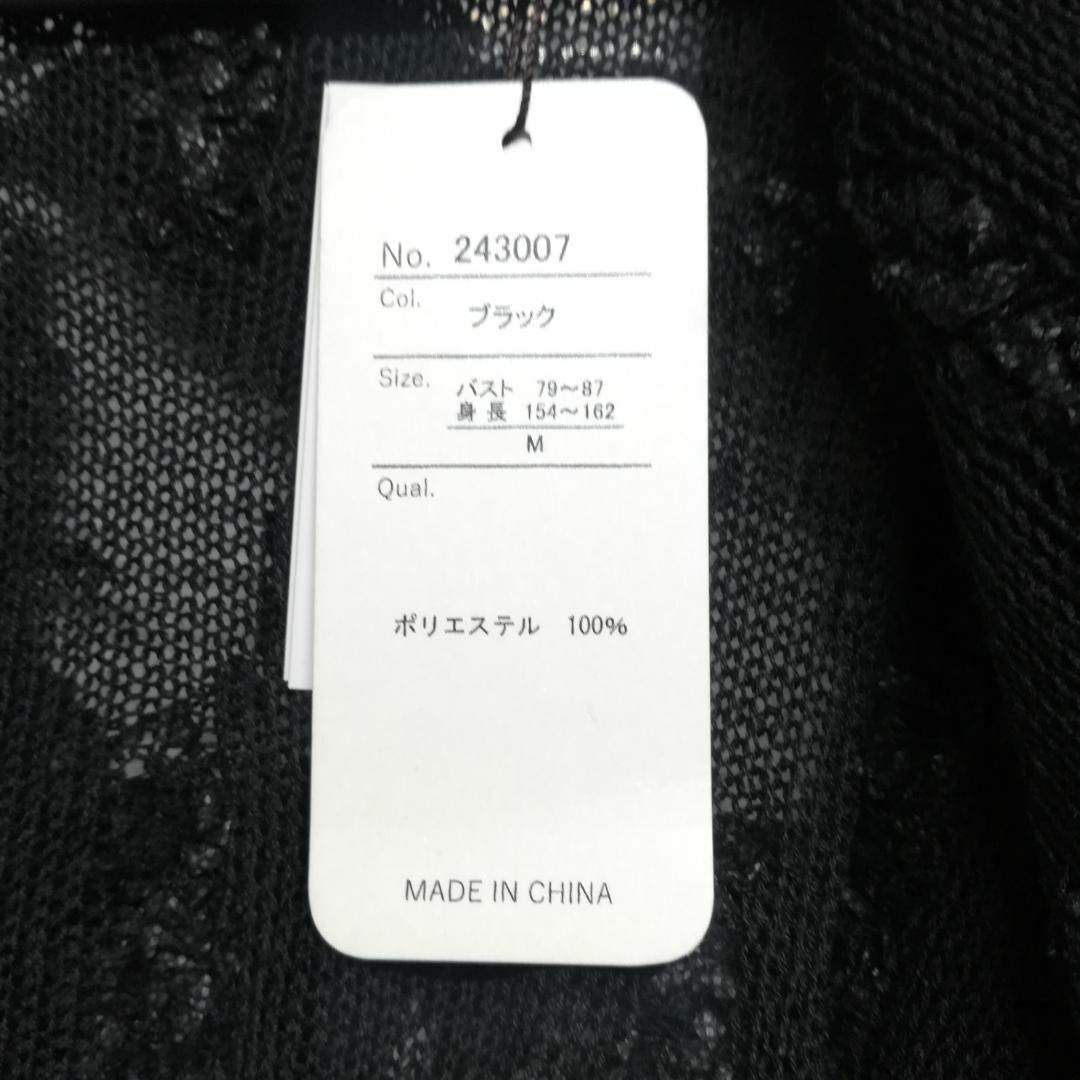 No. 243007
Col. ブラック
Size. バスト 79～87
身長 154～162
M
Qual.
ポリエステル 100%
MADE IN CHINA